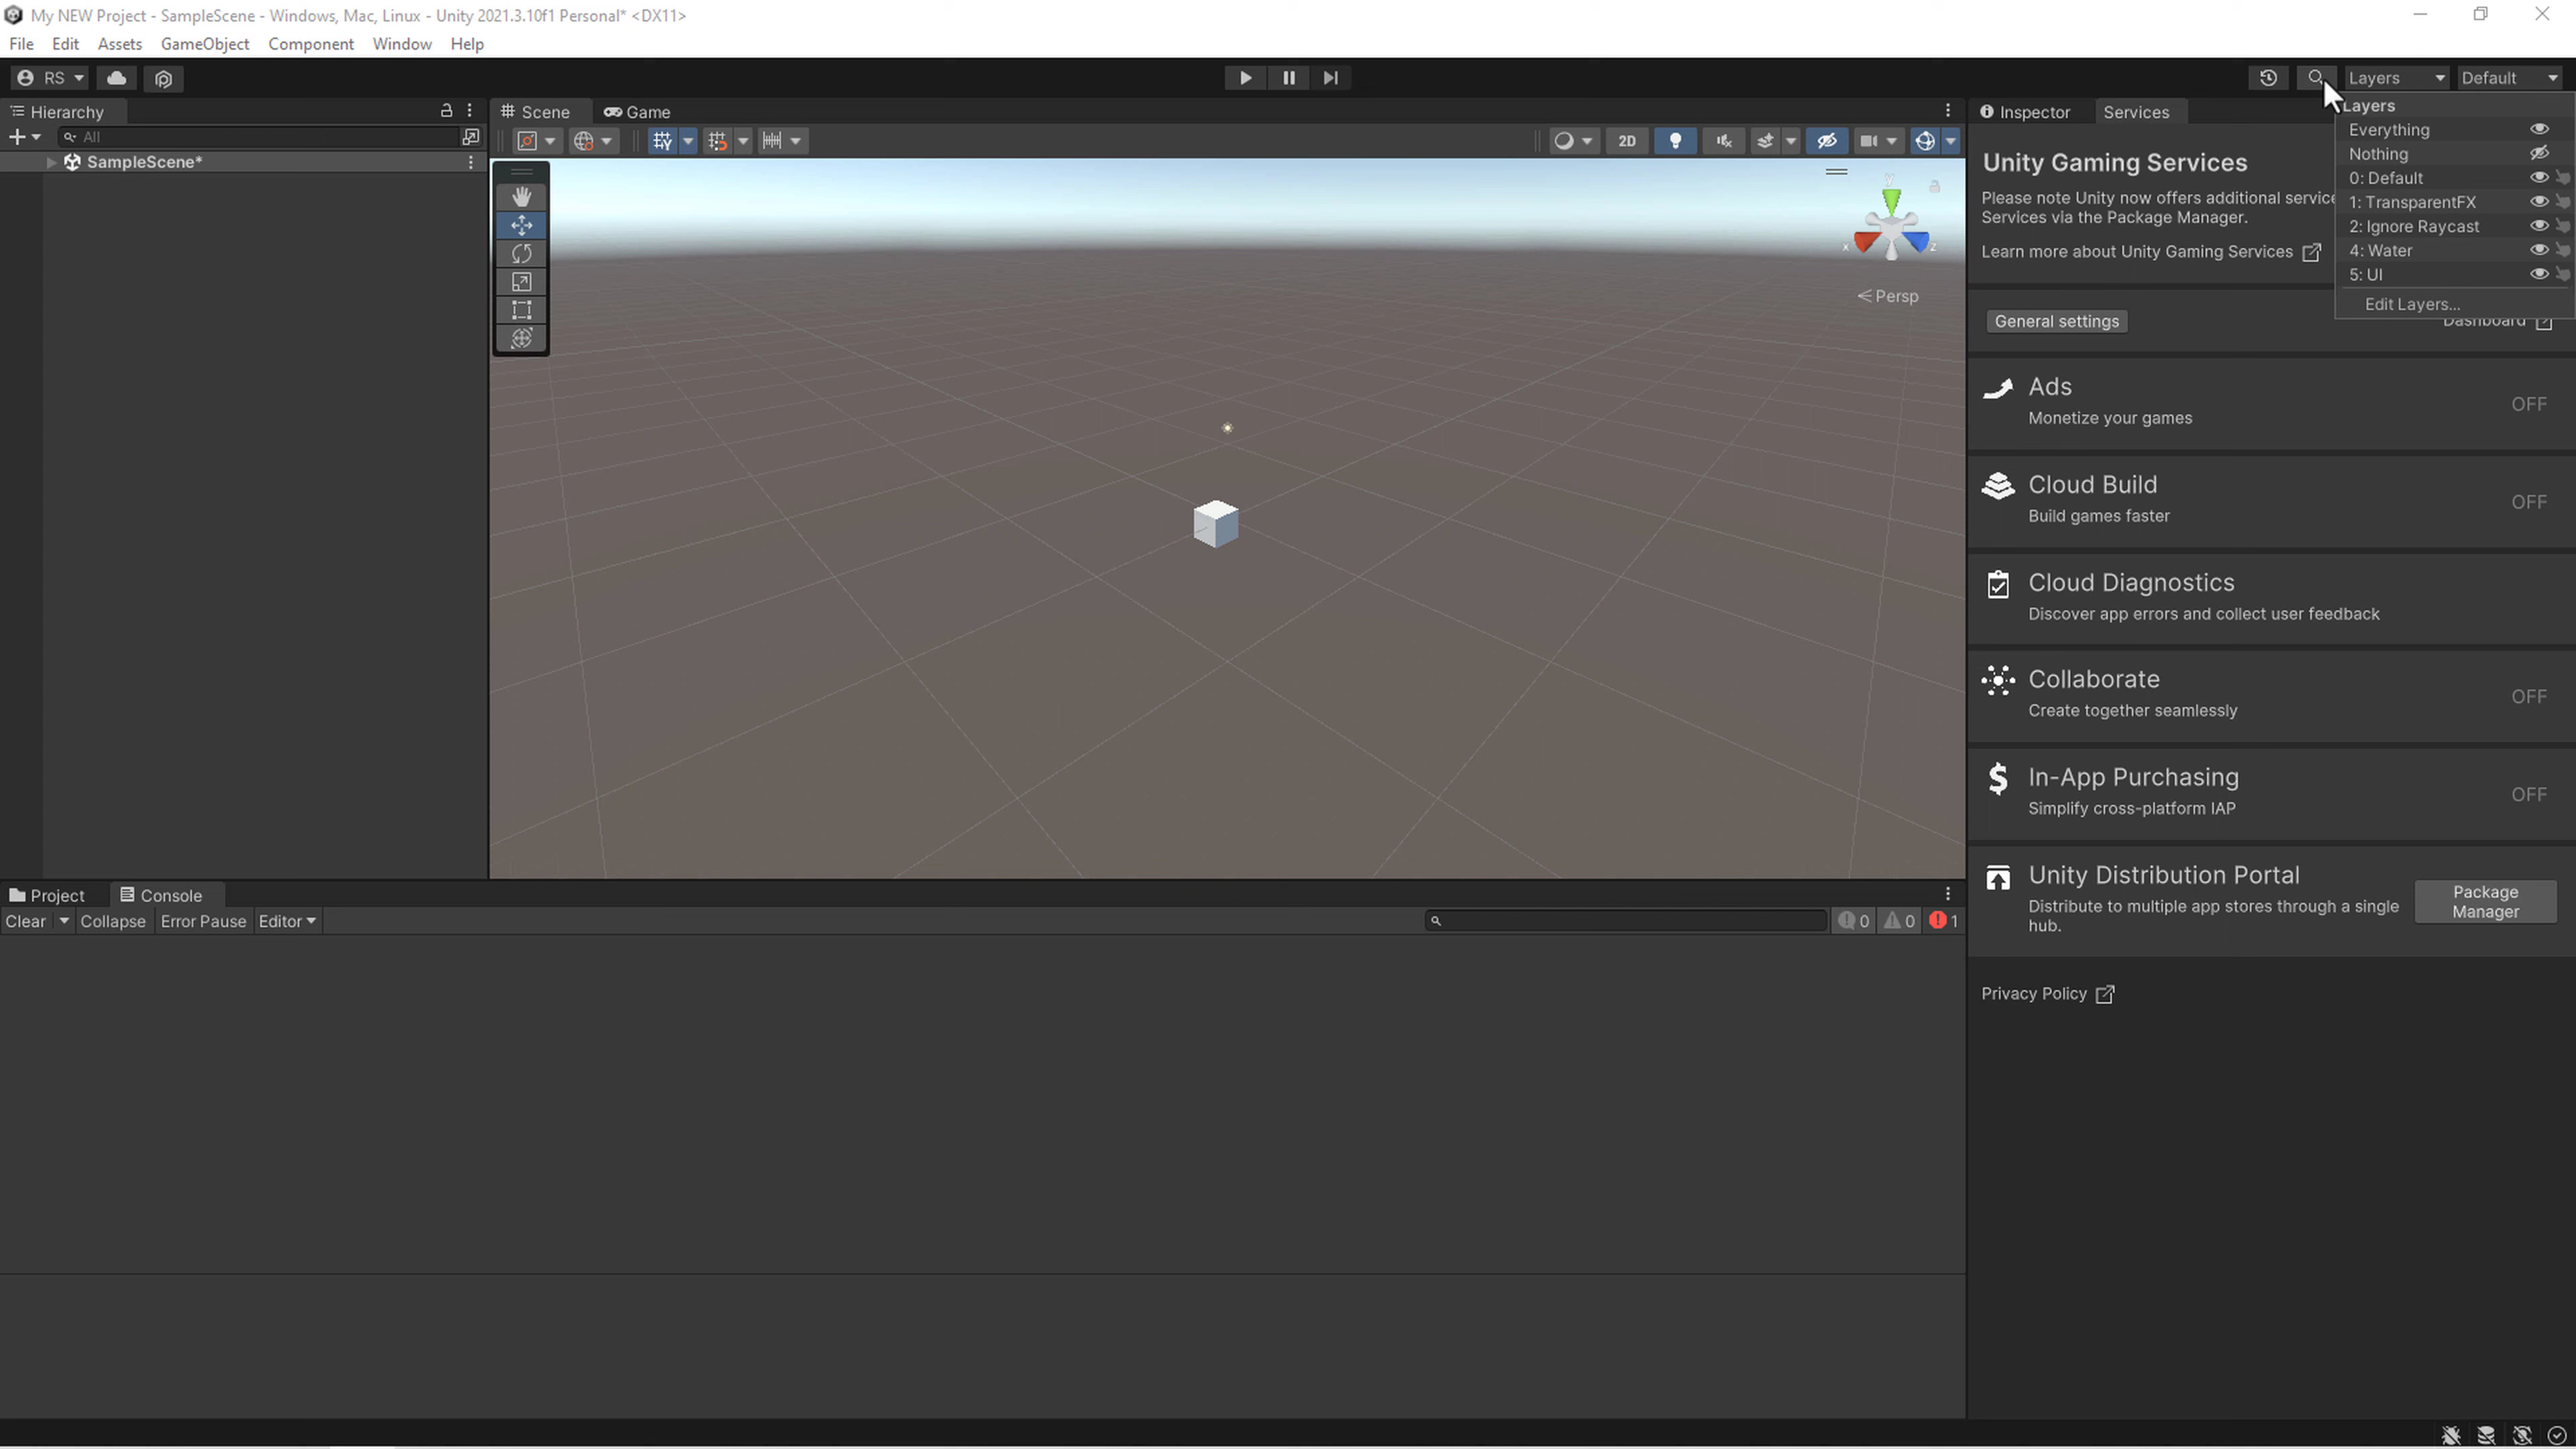 My NEW Project - SampleScene - Windows, Mac, Linux - Unity 2021.3.10f1 Personal* <DX11>
File Edit Assets GameObject Component Window Help
RS
Layers Default
Hierarchy
Scene Game
Inspector Services
All
SampleScene*
2D
y
x z
Persp
Layers
Everything
Nothing
0: Default
1: TransparentFX
2: Ignore Raycast
4: Water
5: UI
Edit Layers...
Unity Gaming Services
Please note Unity now offers additional service
Services via the Package Manager.
Learn more about Unity Gaming Services
General settings Dashboard
Ads
Monetize your games
OFF
Cloud Build
Build games faster
OFF
Cloud Diagnostics
Discover app errors and collect user feedback
Collaborate
Create together seamlessly
OFF
In-App Purchasing
Simplify cross-platform IAP
OFF
Unity Distribution Portal
Distribute to multiple app stores through a single
hub.
Package
Manager
Privacy Policy
Project Console
Clear Collapse Error Pause Editor
0 0 1